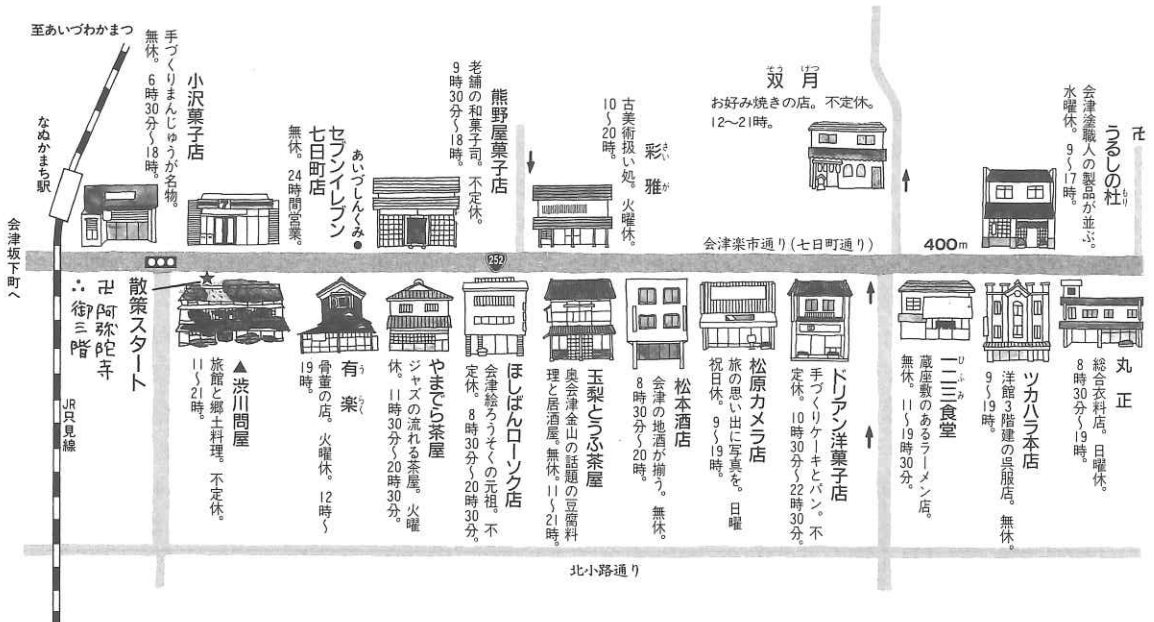 至あいづわかまつ
なぬかまち駅
会津坂下町へ
JR只見線
小沢菓子店
手づくりまんじゅうが名物。
無休。6時30分〜18時。
セブンイレブン
七日町店
無休。24時間営業。
あいづしんくみ
熊野屋菓子店
老舗の和菓子司。不定休。
9時30分〜18時。
彩雅
さいが
古美術扱い処。火曜休。
10〜20時。
双月
そうげつ
お好み焼きの店。不定休。
12〜21時。
卍
うるしの杜
もり
会津塗職人の製品が並ぶ。
水曜休。9〜17時。
252
会津楽市通り(七日町通り)
400m
散策スタート
卍阿弥陀寺
∴御三階
▲渋川問屋
旅館と郷土料理。不定休。
11〜21時。
有楽
うらく
骨董の店。火曜休。12時〜
19時。
やまでら茶屋
ジャズの流れる茶屋。火曜
休。11時30分〜20時30分。
ほしばんローソク店
会津絵ろうそくの元祖。不
定休。8時30分〜20時30分。
玉梨とうふ茶屋
奥会津金山の話題の豆腐料
理と居酒屋。無休。11〜21時。
松本酒店
会津の地酒が揃う。無休。
8時30分〜20時。
松原カメラ店
旅の思い出に写真を。日曜
祝日休。9〜19時。
ドリアン洋菓子店
手づくりケーキとパン。不
定休。10時30分〜22時30分。
一二三食堂
ひふみ
蔵座敷のあるラーメン店。
無休。11〜19時30分。
ツカハラ本店
洋館3階建の呉服店。無休。
9〜19時。
丸正
総合衣料店。日曜休。
8時30分〜19時。
北小路通り